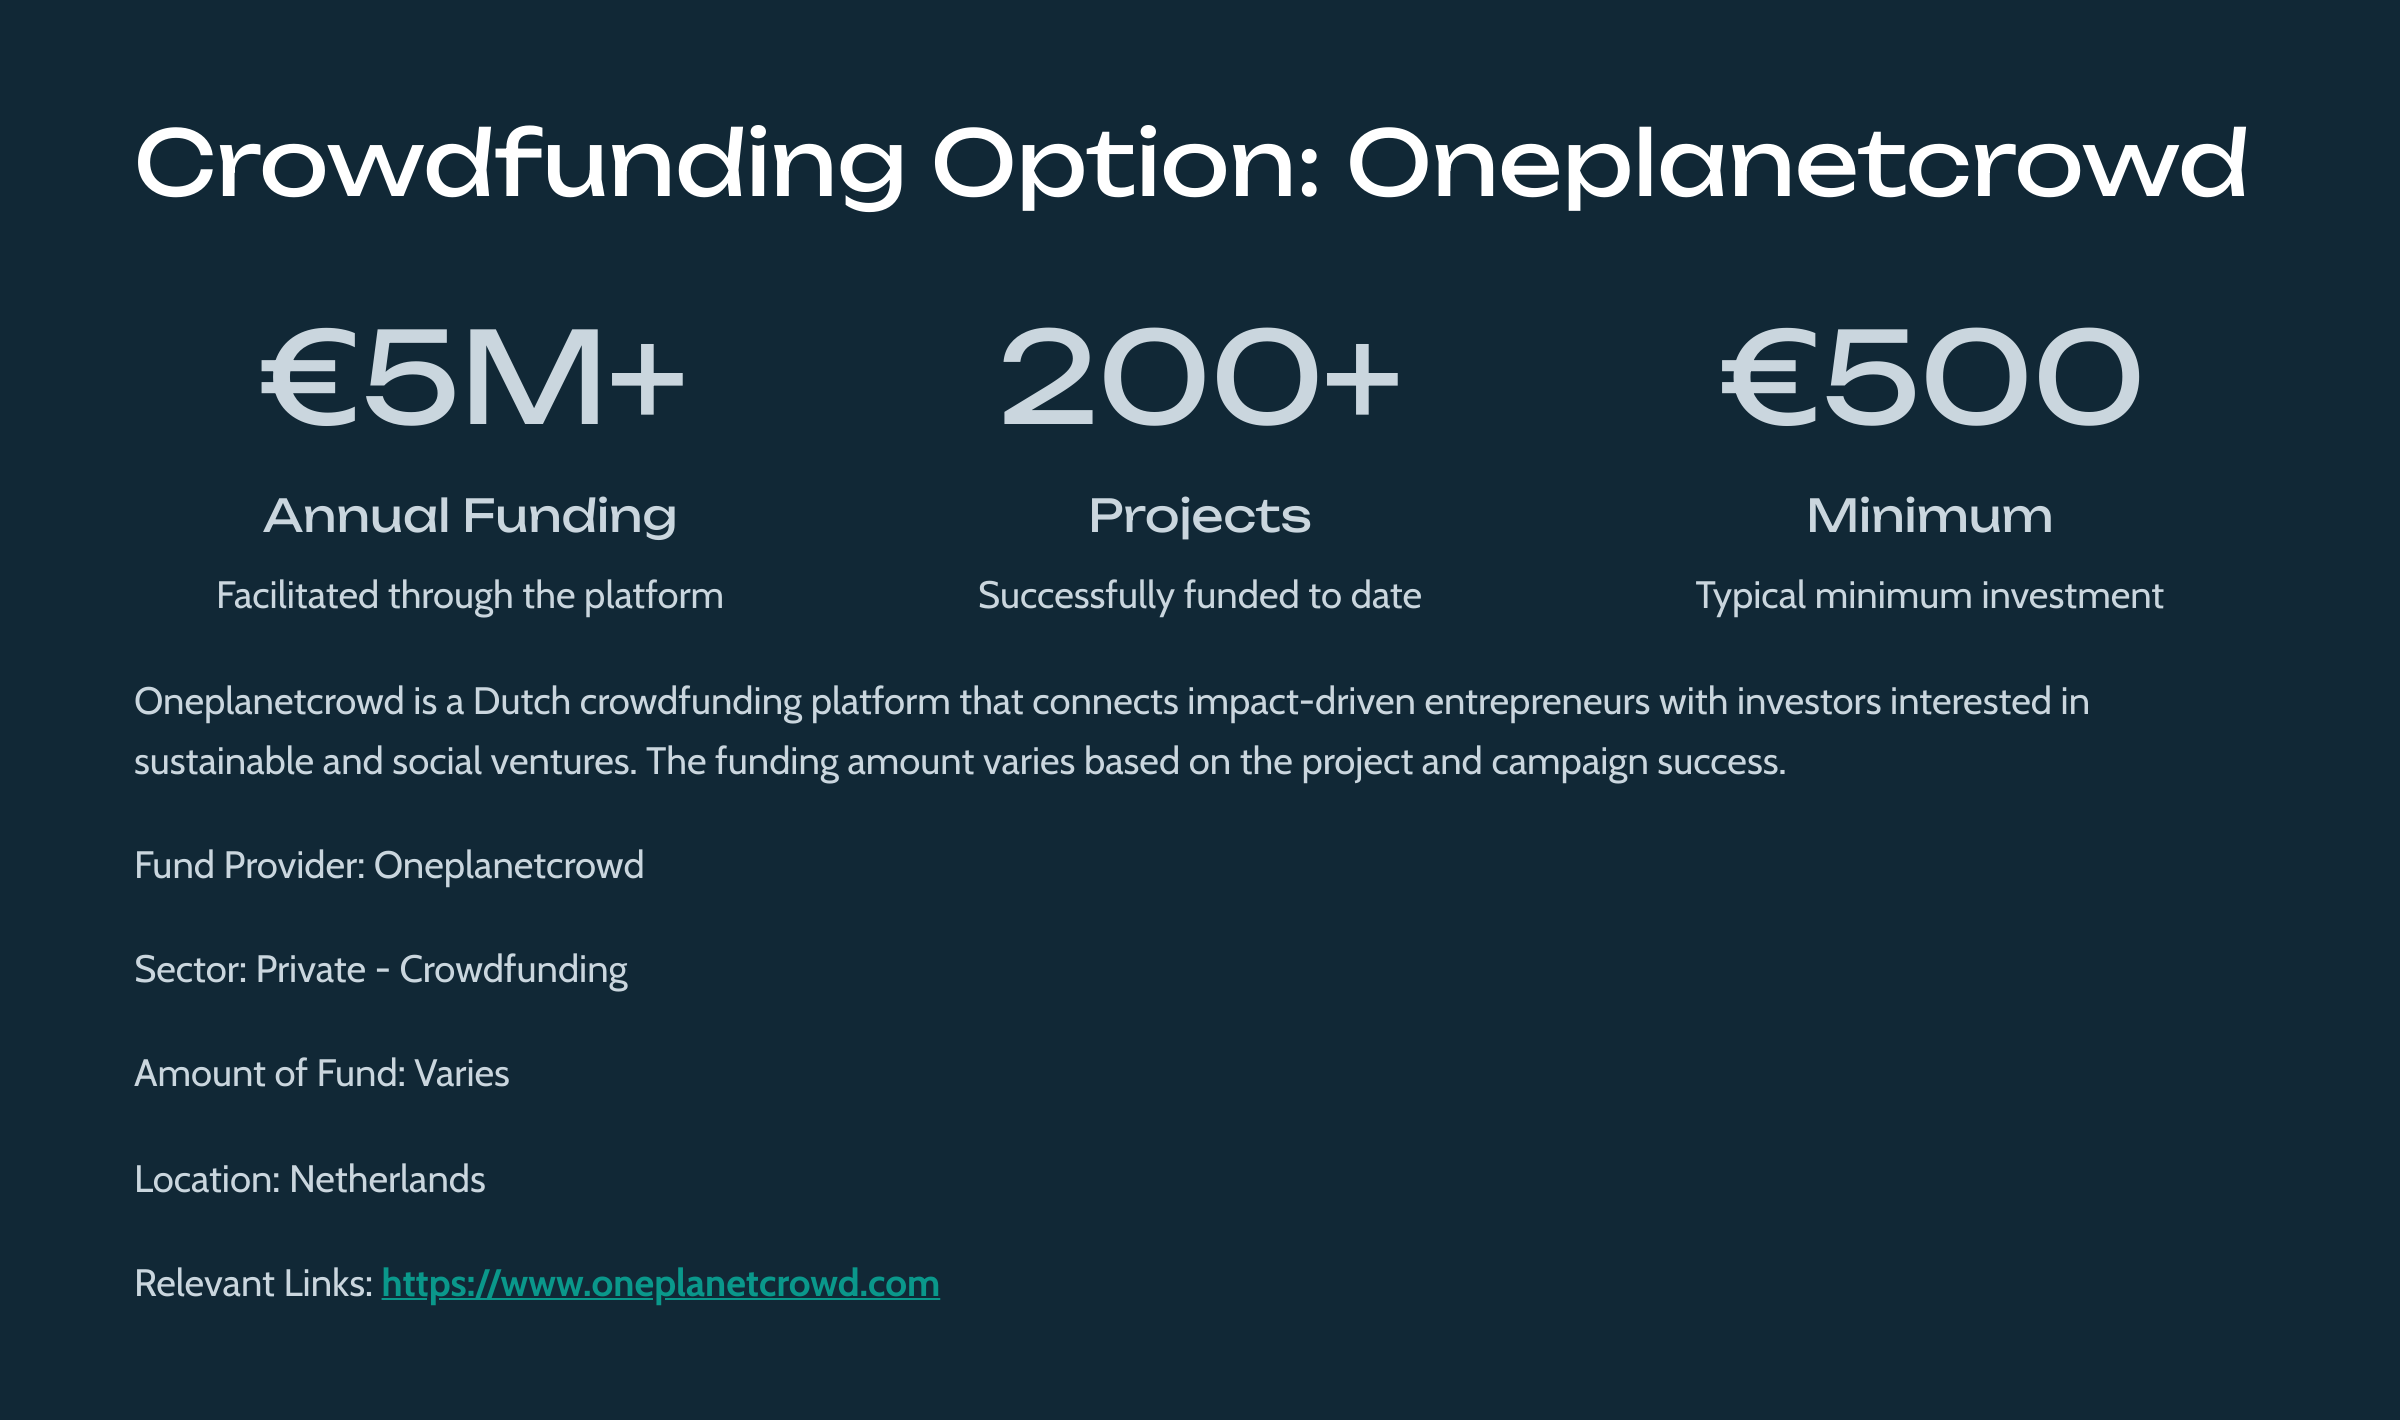 Crowdfunding Option: Oneplanetcrowd
€5M+
Annual Funding
Facilitated through the platform
200+
Projects
Successfully funded to date
€500
Minimum
Typical minimum investment
Oneplanetcrowd is a Dutch crowdfunding platform that connects impact-driven entrepreneurs with investors interested in
sustainable and social ventures. The funding amount varies based on the project and campaign success.
Fund Provider: Oneplanetcrowd
Sector: Private - Crowdfunding
Amount of Fund: Varies
Location: Netherlands
Relevant Links: https://www.oneplanetcrowd.com